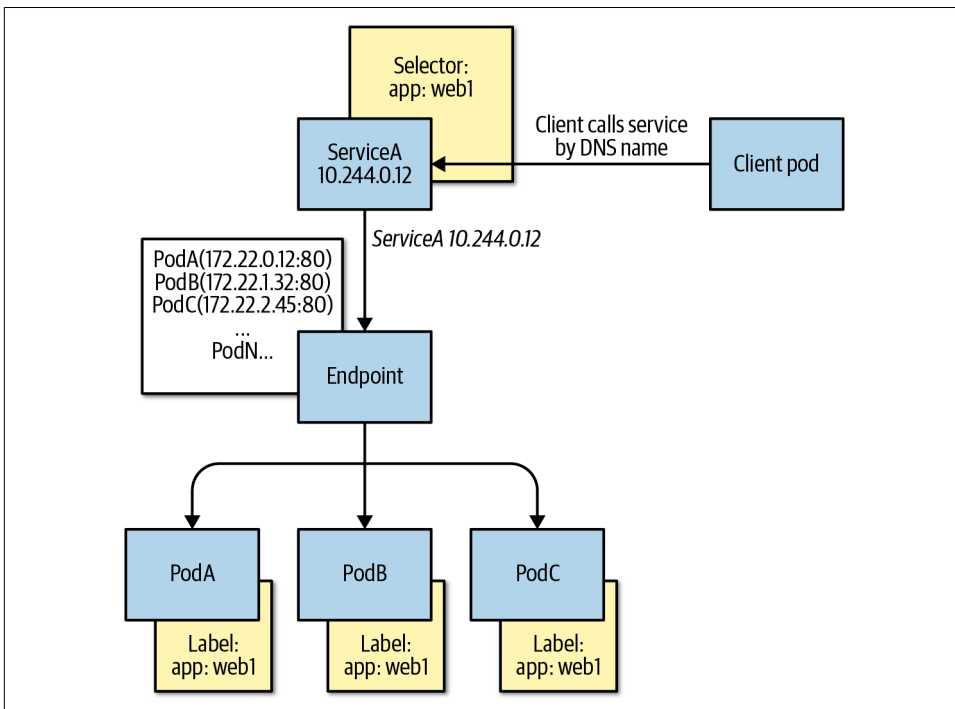 Selector:
app: web1
ServiceA
10.244.0.12
Client calls service
by DNS name
Client pod
ServiceA 10.244.0.12
PodA(172.22.0.12:80)
PodB(172.22.1.32:80)
PodC(172.22.2.45:80)
...
PodN...
Endpoint
PodA
PodB
PodC
Label:
app: web1
Label:
app: web1
Label:
app: web1